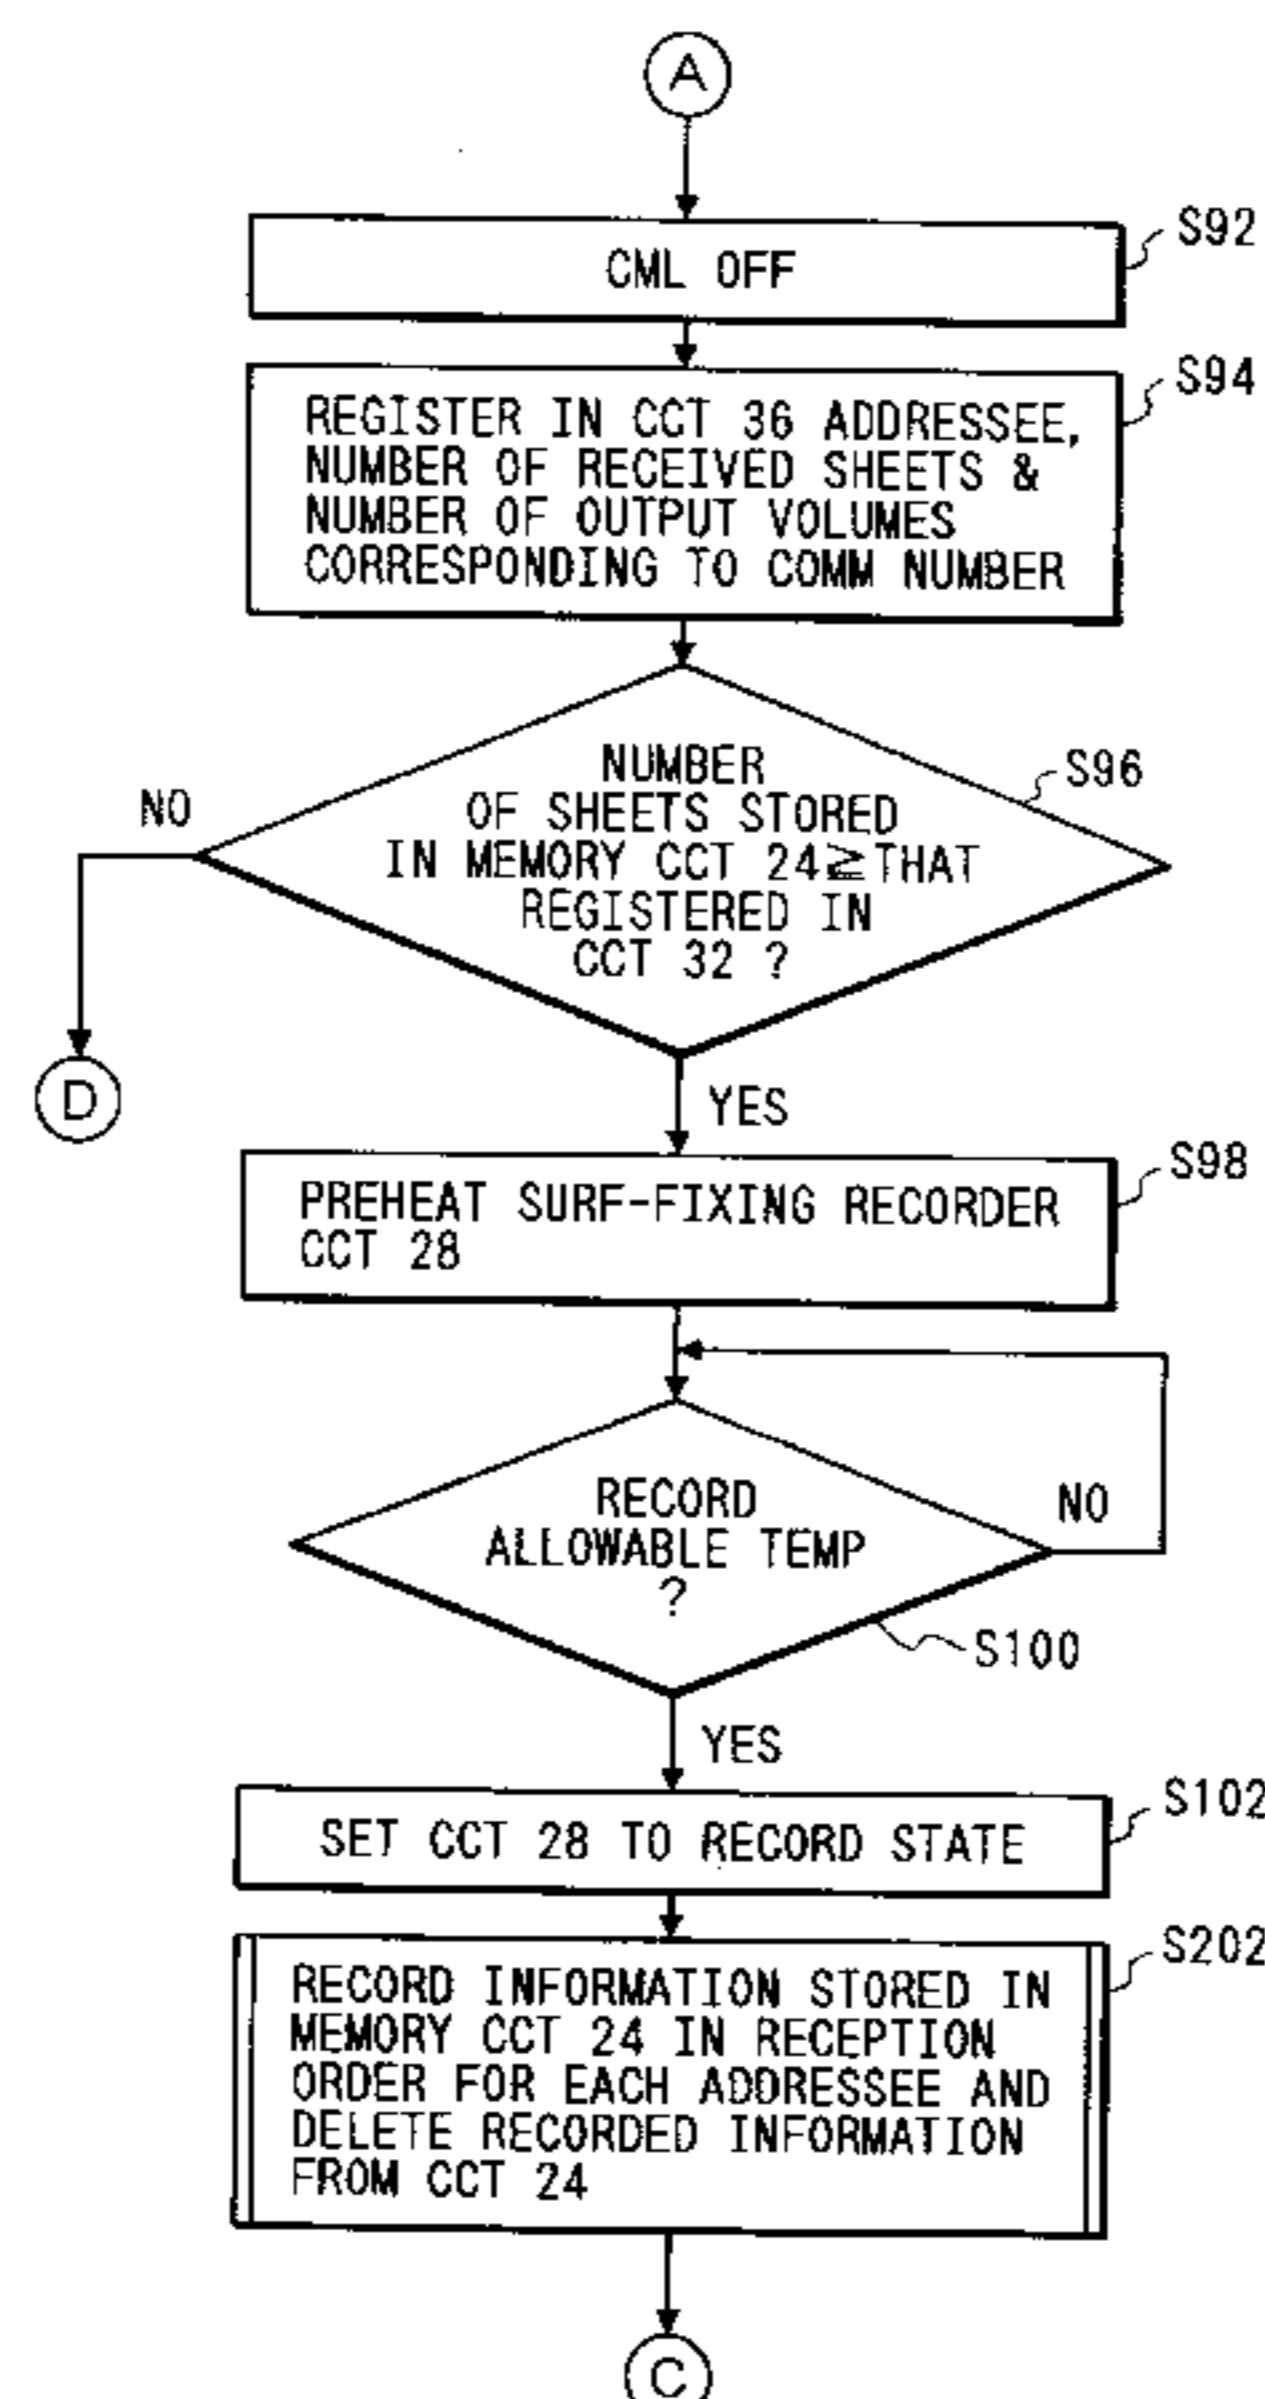 A
CML OFF
S92
REGISTER IN CCT 36 ADDRESSEE,
NUMBER OF RECEIVED SHEETS &
NUMBER OF OUTPUT VOLUMES
CORRESPONDING TO COMM NUMBER
S94
NUMBER
OF SHEETS STORED
IN MEMORY CCT 24≧THAT
REGISTERED IN
CCT 32 ?
S96
NO
D
YES
PREHEAT SURF-FIXING RECORDER
CCT 28
S98
RECORD
ALLOWABLE TEMP
?
NO
S100
YES
SET CCT 28 TO RECORD STATE
S102
RECORD INFORMATION STORED IN
MEMORY CCT 24 IN RECEPTION
ORDER FOR EACH ADDRESSEE AND
DELETE RECORDED INFORMATION
FROM CCT 24
S202
C